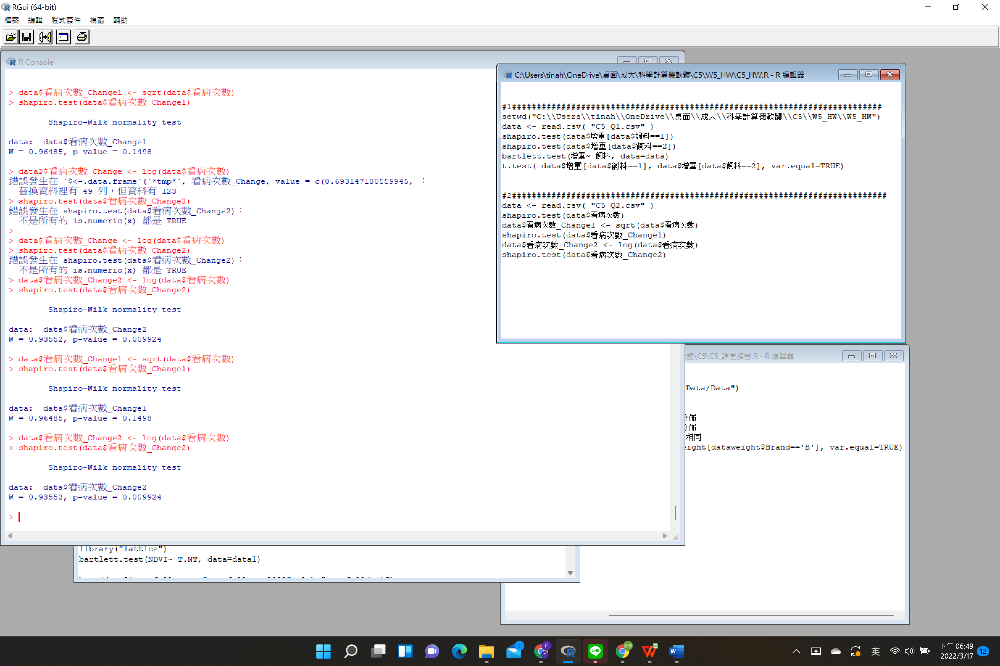 RGui (64-bit)
檔案 編輯 程式套件 視窗 輔助
R Console
> data$看病次數_Change1 <- sqrt(data$看病次數)
> shapiro.test(data$看病次數_Change1)
Shapiro-Wilk normality test
data:  data$看病次數_Change1
W = 0.96485, p-value = 0.1498
> data2$看病次數_Change <- log(data$看病次數)
錯誤發生在 `$<-.data.frame`(`*tmp*`, 看病次數_Change, value = c(0.693147180559945, ：
替換資料裡有 49 列，但資料有 123
> shapiro.test(data$看病次數_Change2)
錯誤發生在 shapiro.test(data$看病次數_Change2)：
不是所有的 is.numeric(x) 都是 TRUE
>
> data$看病次數_Change <- log(data$看病次數)
> shapiro.test(data$看病次數_Change2)
錯誤發生在 shapiro.test(data$看病次數_Change2)：
不是所有的 is.numeric(x) 都是 TRUE
> data$看病次數_Change2 <- log(data$看病次數)
> shapiro.test(data$看病次數_Change2)
Shapiro-Wilk normality test
data:  data$看病次數_Change2
W = 0.93552, p-value = 0.009924
> data$看病次數_Change1 <- sqrt(data$看病次數)
> shapiro.test(data$看病次數_Change1)
Shapiro-Wilk normality test
data:  data$看病次數_Change1
W = 0.96485, p-value = 0.1498
> data$看病次數_Change2 <- log(data$看病次數)
> shapiro.test(data$看病次數_Change2)
Shapiro-Wilk normality test
data:  data$看病次數_Change2
W = 0.93552, p-value = 0.009924
>
C:\Users\tinah\OneDrive\桌面\成大\科學計算機軟體\C5\W5_HW\C5_HW.R - R 編輯器
#1###########################################################################
setwd("C:\\Users\\tinah\\OneDrive\\桌面\\成大\\科學計算機軟體\\C5\\W5_HW\\W5_HW")
data <- read.csv( "C5_Q1.csv" )
shapiro.test(data$增重[data$飼料==1])
shapiro.test(data$增重[data$飼料==2])
bartlett.test(增重~ 飼料, data=data)
t.test( data$增重[data$飼料==1], data$增重[data$飼料==2], var.equal=TRUE)
#2############################################################################
data <- read.csv( "C5_Q2.csv" )
shapiro.test(data$看病次數)
data$看病次數_Change1 <- sqrt(data$看病次數)
shapiro.test(data$看病次數_Change1)
data$看病次數_Change2 <- log(data$看病次數)
shapiro.test(data$看病次數_Change2)
體\C5\C5_課堂練習.R - R 編輯器
Data/Data")
佈
佈
相同
ight[dataweight$Brand=='B'], var.equal=TRUE)
library("lattice")
bartlett.test(NDVI~ T.NT, data=data1)
1
F
F
LINE
合享
S
W
英
下午 06:49
2022/3/17
12